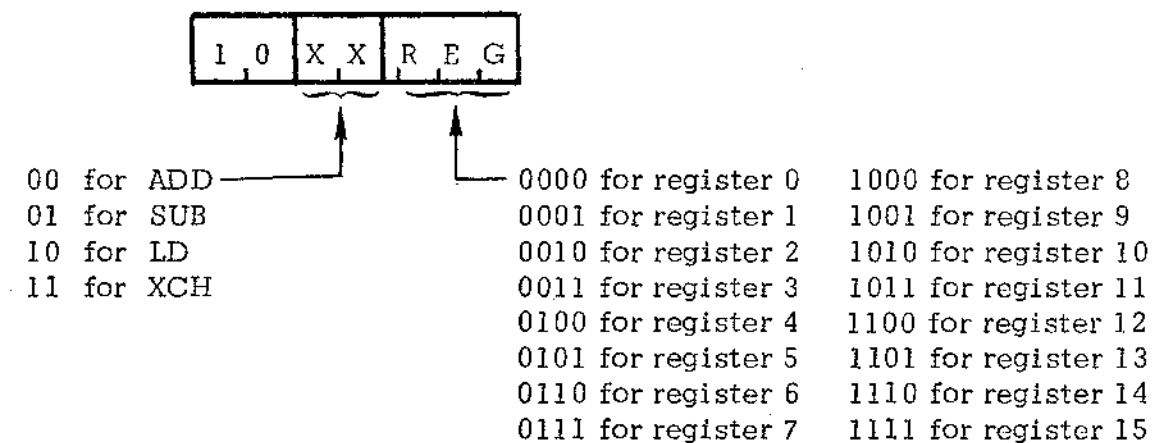 1 0 X X R E G
00 for ADD 0000 for register 0 1000 for register 8
01 for SUB 0001 for register 1 1001 for register 9
10 for LD 0010 for register 2 1010 for register 10
11 for XCH 0011 for register 3 1011 for register 11
0100 for register 4 1100 for register 12
0101 for register 5 1101 for register 13
0110 for register 6 1110 for register 14
0111 for register 7 1111 for register 15